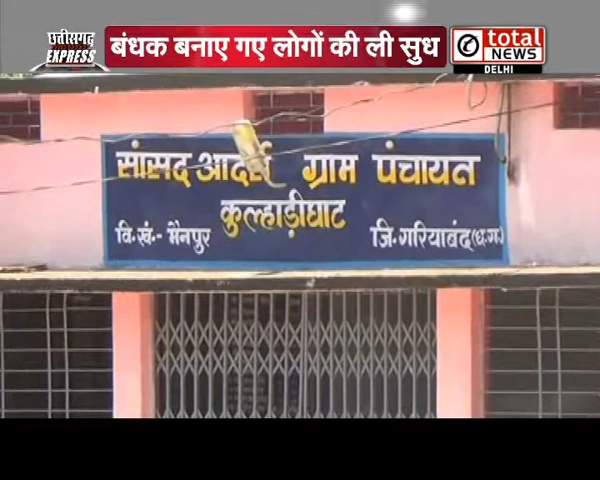 छत्तीसगढ़
EXPRESS
बंधक बनाए गए लोगों की ली सुध
total
NEWS
DELHI
सांसद आदर्श ग्राम पंचायत
कुल्हाड़ीघाट
वि.खं.- मैनपुर
जि.गरियाबंद(छ.ग.)